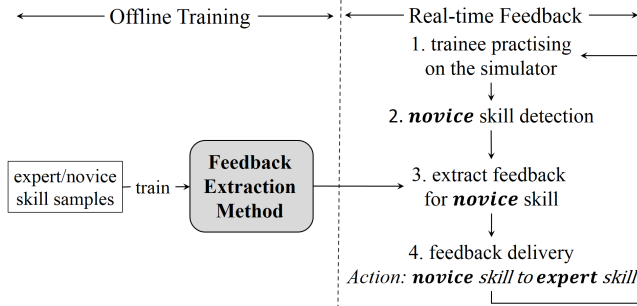 Offline Training
Real-time Feedback
1. trainee practising
on the simulator
2. novice skill detection
expert/novice
skill samples
train
Feedback
Extraction
Method
3. extract feedback
for novice skill
4. feedback delivery
Action: novice skill to expert skill